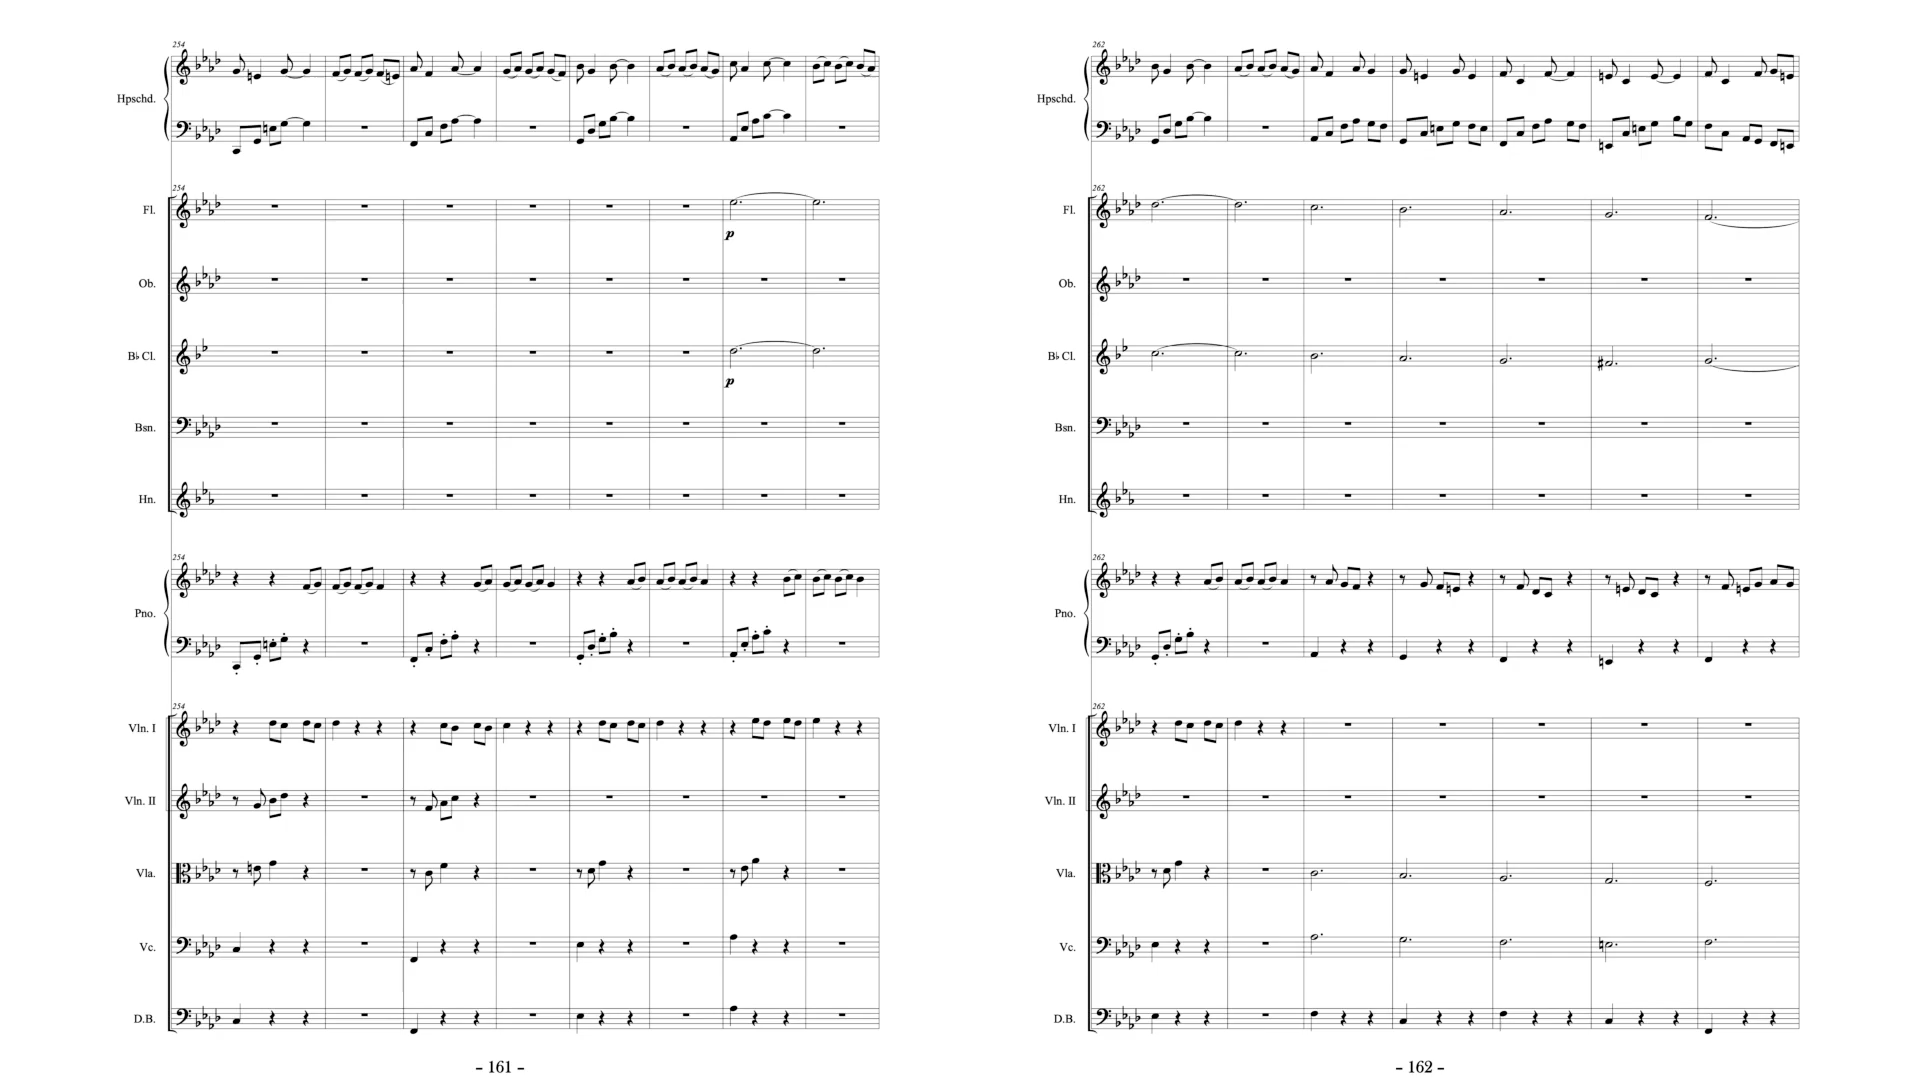 254
Hpschd.
254
Fl.
Ob.
B♭ Cl.
Bsn.
Hn.
p
p
254
Pno.
254
Vln. I
Vln. II
Vla.
Vc.
D.B.
- 161 -
262
Hpschd.
262
Fl.
Ob.
B♭ Cl.
Bsn.
Hn.
262
Pno.
262
Vln. I
Vln. II
Vla.
Vc.
D.B.
- 162 -